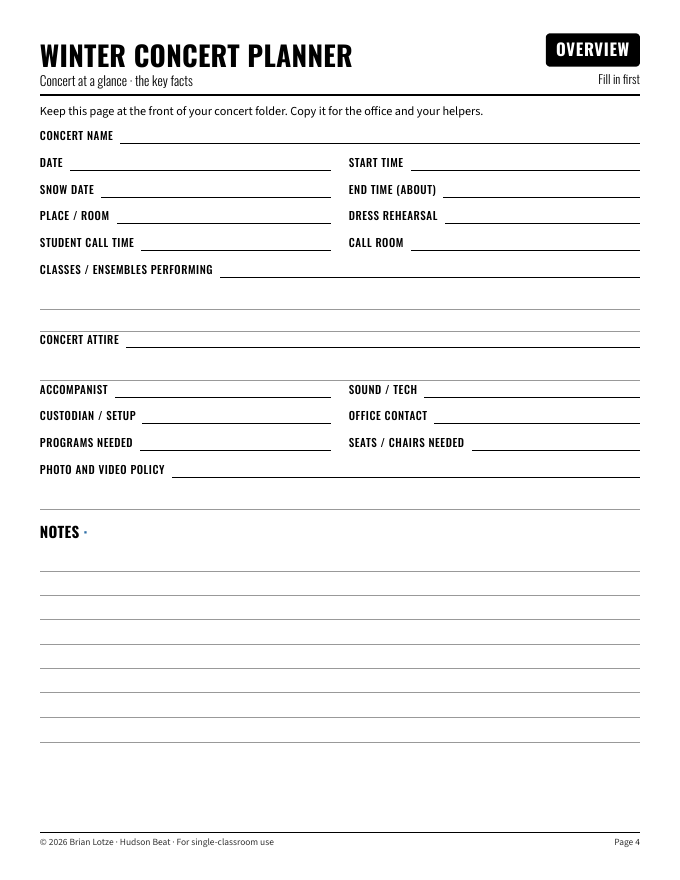 WINTER CONCERT PLANNER
OVERVIEW
Concert at a glance · the key facts
Fill in first
Keep this page at the front of your concert folder. Copy it for the office and your helpers.
CONCERT NAME
DATE START TIME
SNOW DATE END TIME (ABOUT)
PLACE / ROOM DRESS REHEARSAL
STUDENT CALL TIME CALL ROOM
CLASSES / ENSEMBLES PERFORMING
CONCERT ATTIRE
ACCOMPANIST SOUND / TECH
CUSTODIAN / SETUP OFFICE CONTACT
PROGRAMS NEEDED SEATS / CHAIRS NEEDED
PHOTO AND VIDEO POLICY
NOTES ·
© 2026 Brian Lotze · Hudson Beat · For single-classroom use Page 4